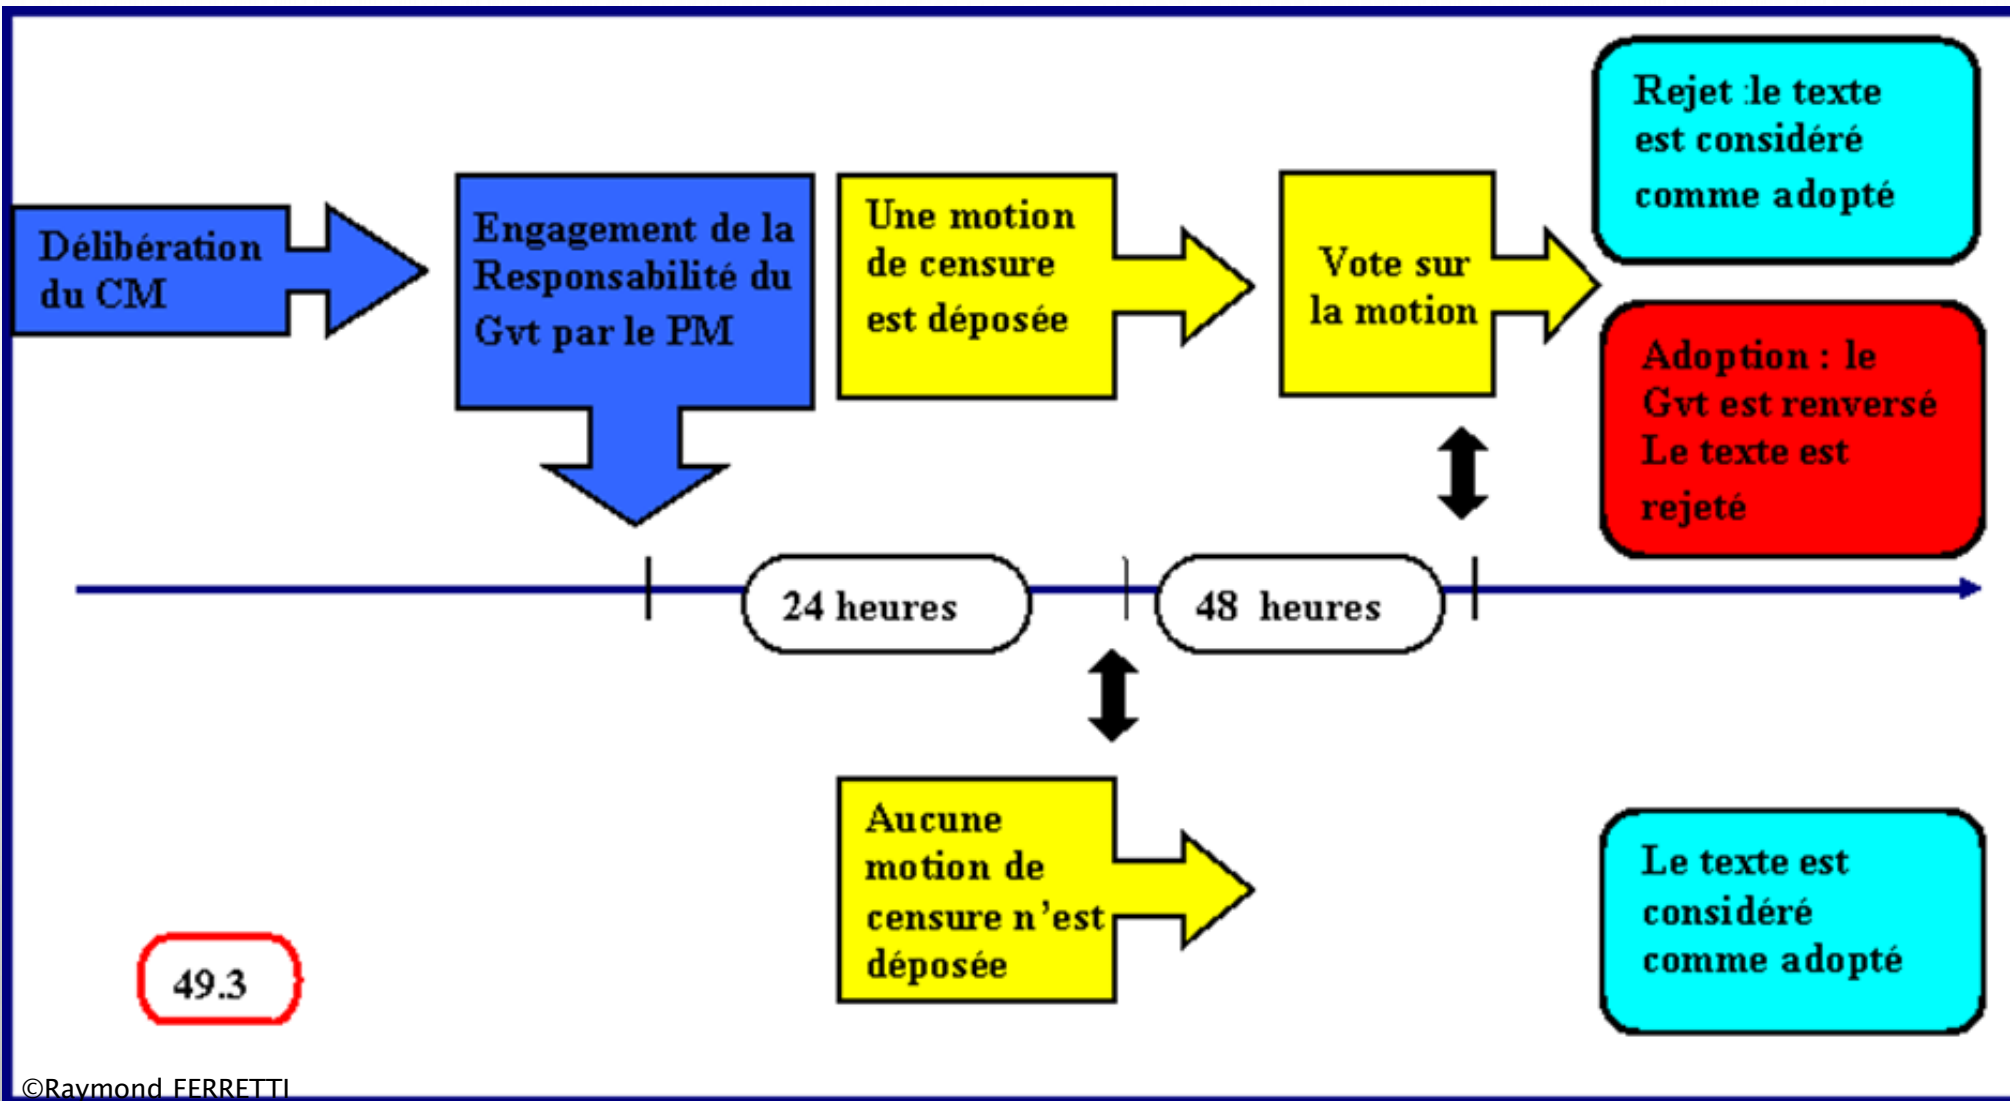 Délibération
du CM
Engagement de la
Responsabilité du
Gvt par le PM
Une motion
de censure
est déposée
Vote sur
la motion
Rejet :le texte
est considéré
comme adopté
Adoption : le
Gvt est renversé
Le texte est
rejeté
24 heures
48 heures
Aucune
motion de
censure n’est
déposée
Le texte est
considéré
comme adopté
49.3
©Raymond FERRETTI